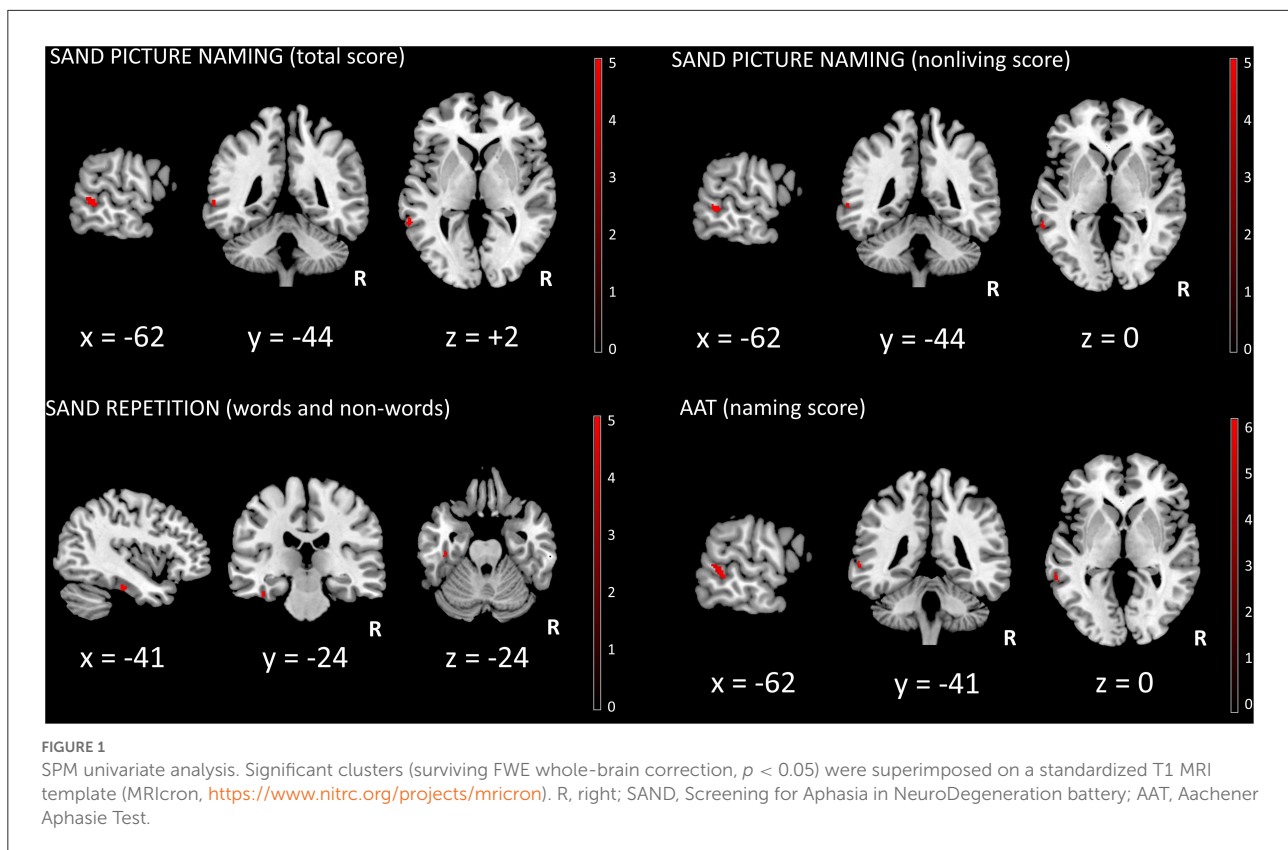 SAND PICTURE NAMING (total score)
5
4
3
2
1
0
R
x = -62
y = -44
z = +2
SAND PICTURE NAMING (nonliving score)
5
4
3
2
1
0
R
R
x = -62
y = -44
z = 0
SAND REPETITION (words and non-words)
5
4
3
2
1
0
R
R
x = -41
y = -24
z = -24
AAT (naming score)
6
5
4
3
2
1
0
R
R
x = -62
y = -41
z = 0
R
FIGURE 1
SPM univariate analysis. Significant clusters (surviving FWE whole-brain correction, p < 0.05) were superimposed on a standardized T1 MRI
template (MRIcron, https://www.nitrc.org/projects/mricron). R, right; SAND, Screening for Aphasia in NeuroDegeneration battery; AAT, Aachener
Aphasie Test.